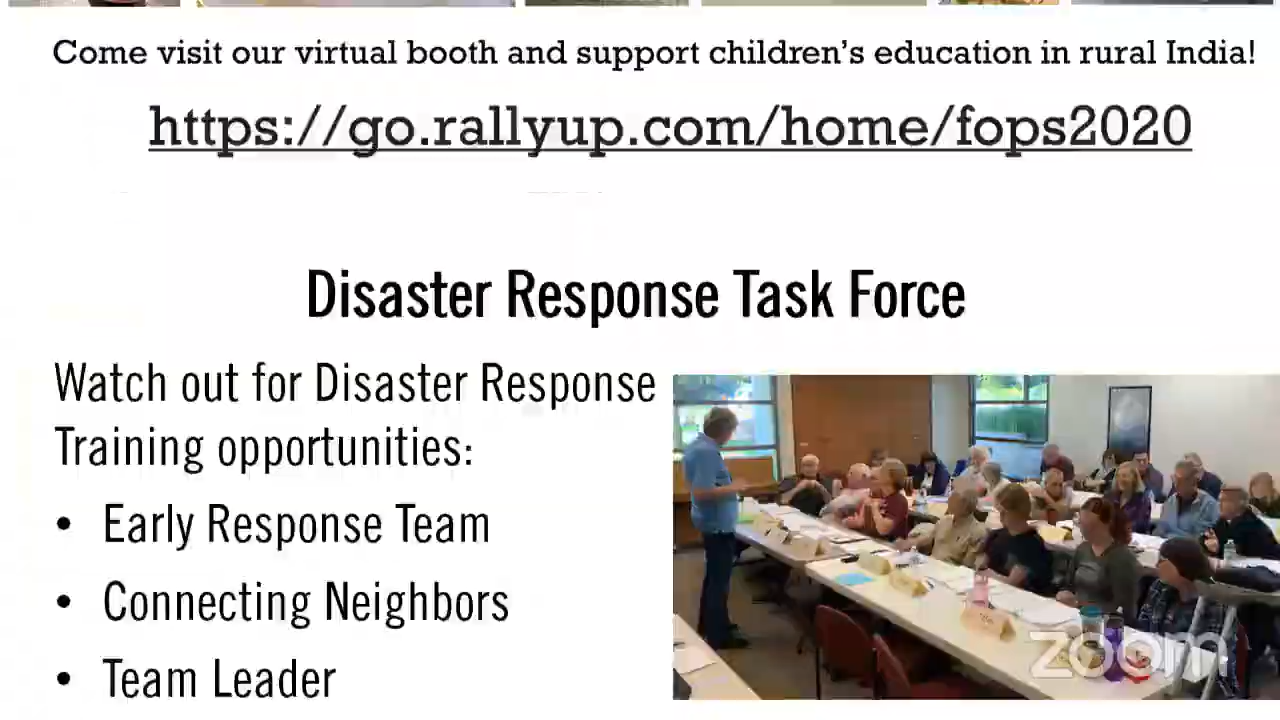 Come visit our virtual booth and support children's education in rural India!
https://go.rallyup.com/home/fops2020
Disaster Response Task Force
Watch out for Disaster Response
Training opportunities:
• Early Response Team
• Connecting Neighbors
• Team Leader
zoom